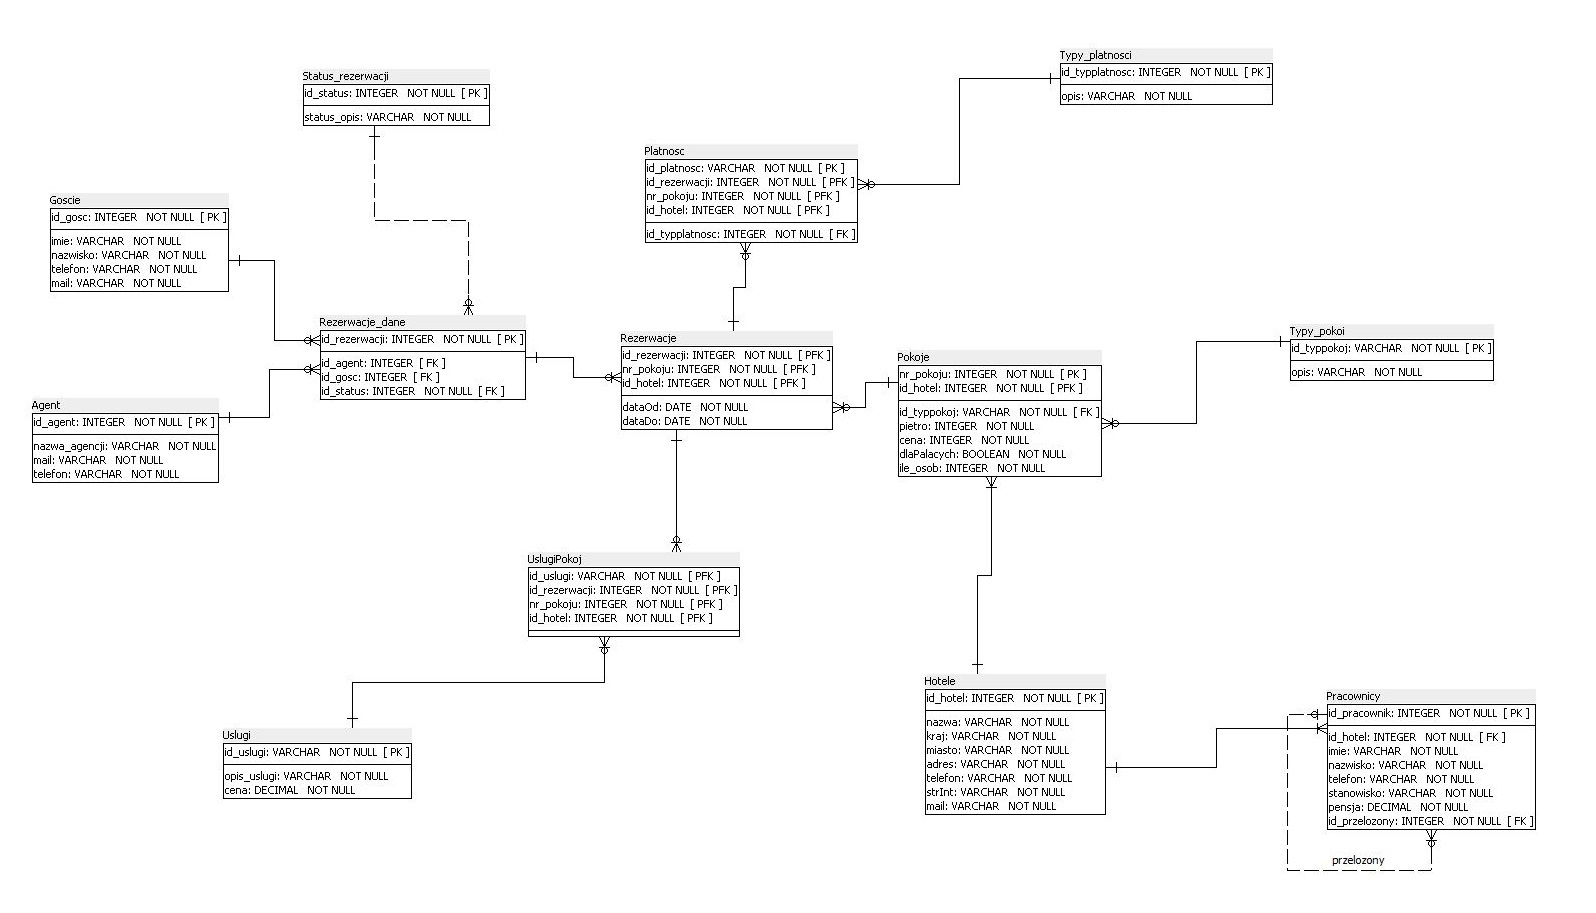 Typy_platnosci
id_typplatnosc: INTEGER NOT NULL [ PK ]
opis: VARCHAR NOT NULL
Status_rezerwacji
id_status: INTEGER NOT NULL [ PK ]
status_opis: VARCHAR NOT NULL
Platnosc
id_platnosc: VARCHAR NOT NULL [ PK ]
id_rezerwacji: INTEGER NOT NULL [ PFK ]
nr_pokoju: INTEGER NOT NULL [ PFK ]
id_hotel: INTEGER NOT NULL [ PFK ]
id_typplatnosc: INTEGER NOT NULL [ FK ]
Goscie
id_gosc: INTEGER NOT NULL [ PK ]
imie: VARCHAR NOT NULL
nazwisko: VARCHAR NOT NULL
telefon: VARCHAR NOT NULL
mail: VARCHAR NOT NULL
Rezerwacje_dane
id_rezerwacji: INTEGER NOT NULL [ PK ]
id_agent: INTEGER [ FK ]
id_gosc: INTEGER [ FK ]
id_status: INTEGER NOT NULL [ FK ]
Rezerwacje
id_rezerwacji: INTEGER NOT NULL [ PFK ]
nr_pokoju: INTEGER NOT NULL [ PFK ]
id_hotel: INTEGER NOT NULL [ PFK ]
dataOd: DATE NOT NULL
dataDo: DATE NOT NULL
Pokoje
nr_pokoju: INTEGER NOT NULL [ PK ]
id_hotel: INTEGER NOT NULL [ PFK ]
id_typpokoj: VARCHAR NOT NULL [ FK ]
pietro: INTEGER NOT NULL
cena: INTEGER NOT NULL
dlaPalacych: BOOLEAN NOT NULL
ile_osob: INTEGER NOT NULL
Typy_pokoi
id_typpokoj: VARCHAR NOT NULL [ PK ]
opis: VARCHAR NOT NULL
Agent
id_agent: INTEGER NOT NULL [ PK ]
nazwa_agencji: VARCHAR NOT NULL
mail: VARCHAR NOT NULL
telefon: VARCHAR NOT NULL
UslugiPokoj
id_uslugi: VARCHAR NOT NULL [ PFK ]
id_rezerwacji: INTEGER NOT NULL [ PFK ]
nr_pokoju: INTEGER NOT NULL [ PFK ]
id_hotel: INTEGER NOT NULL [ PFK ]
Uslugi
id_uslugi: VARCHAR NOT NULL [ PK ]
opis_uslugi: VARCHAR NOT NULL
cena: DECIMAL NOT NULL
Hotele
id_hotel: INTEGER NOT NULL [ PK ]
nazwa: VARCHAR NOT NULL
kraj: VARCHAR NOT NULL
miasto: VARCHAR NOT NULL
adres: VARCHAR NOT NULL
telefon: VARCHAR NOT NULL
strInt: VARCHAR NOT NULL
mail: VARCHAR NOT NULL
Pracownicy
id_pracownik: INTEGER NOT NULL [ PK ]
id_hotel: INTEGER NOT NULL [ FK ]
imie: VARCHAR NOT NULL
nazwisko: VARCHAR NOT NULL
telefon: VARCHAR NOT NULL
stanowisko: VARCHAR NOT NULL
pensja: DECIMAL NOT NULL
id_przelozony: INTEGER NOT NULL [ FK ]
przelozony